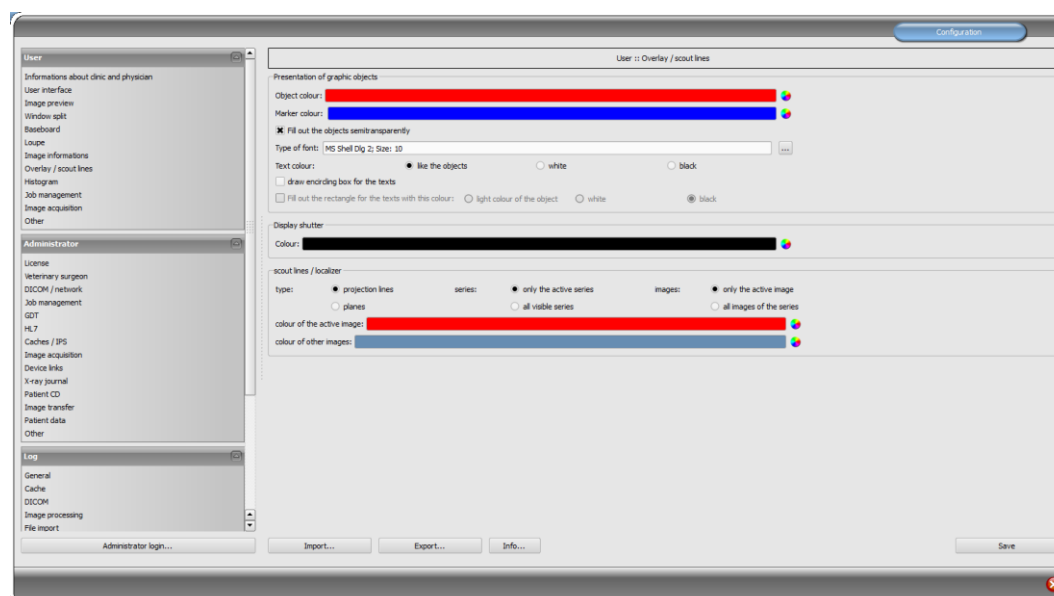 Configuration
User
Informations about clinic and physician
User interface
Image preview
Window split
Baseboard
Loupe
Image informations
Overlay / scout lines
Histogram
Job management
Image acquisition
Other
Administrator
License
Veterinary surgeon
DICOM / network
Job management
GDT
HL7
Caches / IPS
Image acquisition
Device links
X-ray journal
Patient CD
Image transfer
Patient data
Other
Log
General
Cache
DICOM
Image processing
File import
Administrator login...
User :: Overlay / scout lines
Presentation of graphic objects
Object colour:
Marker colour:
Fill out the objects semitransparently
Type of font: MS Shell Dlg 2; Size: 10 ...
Text colour: like the objects white black
draw encirding box for the texts
Fill out the rectangle for the texts with this colour: light colour of the object white black
Display shutter
Colour:
scout lines / localizer
type: projection lines series: only the active series images: only the active image
planes all visible series all images of the series
colour of the active image:
colour of other images:
Import... Export... Info... Save